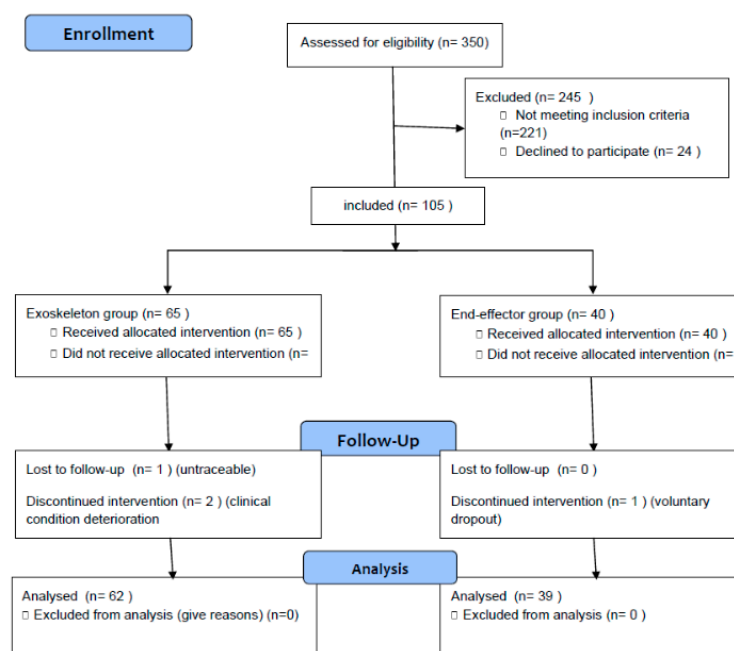 Enrollment
Assessed for eligibility (n= 350)
Excluded (n= 245 )
Not meeting inclusion criteria
(n=221)
Declined to participate (n= 24 )
included (n= 105 )
Exoskeleton group (n= 65 )
Received allocated intervention (n= 65 )
Did not receive allocated intervention (n=
End-effector group (n= 40 )
Received allocated intervention (n= 40 )
Did not receive allocated intervention (n=
Follow-Up
Lost to follow-up (n= 1 ) (untraceable)
Discontinued intervention (n= 2 ) (clinical
condition deterioration
Lost to follow-up (n= 0 )
Discontinued intervention (n= 1 ) (voluntary
dropout)
Analysis
Analysed (n= 62 )
Excluded from analysis (give reasons) (n=0)
Analysed (n= 39 )
Excluded from analysis (n= 0 )